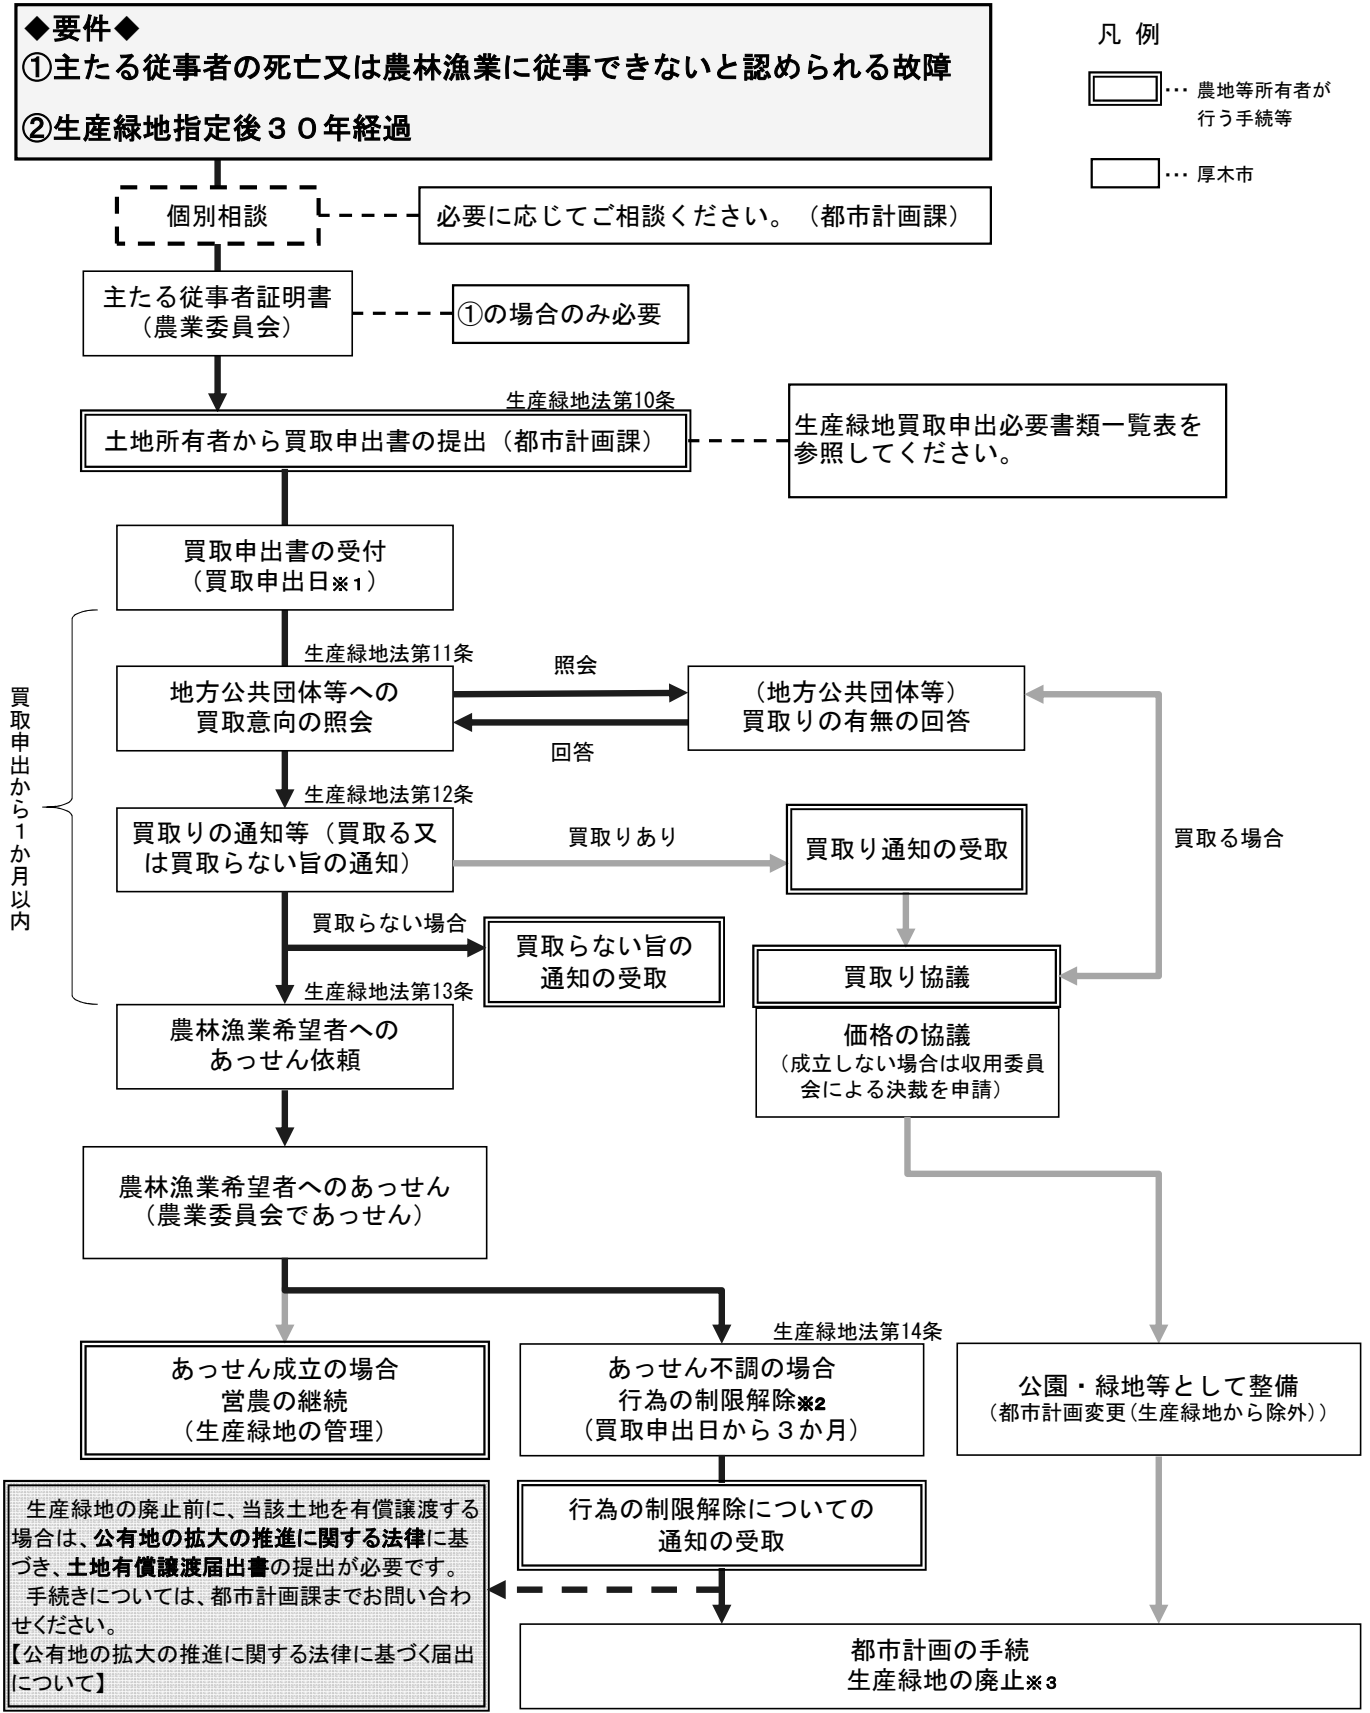 ◆要件◆
①主たる従事者の死亡又は農林漁業に従事できないと認められる故障
②生産緑地指定後３０年経過
凡 例
… 農地等所有者が
行う手続等
… 厚木市
個別相談
必要に応じてご相談ください。（都市計画課）
主たる従事者証明書
（農業委員会）
①の場合のみ必要
生産緑地法第10条
土地所有者から買取申出書の提出（都市計画課）
生産緑地買取申出必要書類一覧表を
参照してください。
買取申出書の受付
（買取申出日※1）
買取申出から１か月以内
生産緑地法第11条
地方公共団体等への
買取意向の照会
照会
回答
（地方公共団体等）
買取りの有無の回答
生産緑地法第12条
買取りの通知等（買取る又
は買取らない旨の通知）
買取りあり
買取り通知の受取
買取る場合
買取らない場合
買取らない旨の
通知の受取
買取り協議
価格の協議
（成立しない場合は収用委員
会による決裁を申請）
生産緑地法第13条
農林漁業希望者への
あっせん依頼
農林漁業希望者へのあっせん
（農業委員会であっせん）
あっせん成立の場合
営農の継続
（生産緑地の管理）
生産緑地法第14条
あっせん不調の場合
行為の制限解除※2
（買取申出日から３か月）
公園・緑地等として整備
（都市計画変更（生産緑地から除外））
行為の制限解除についての
通知の受取
生産緑地の廃止前に、当該土地を有償譲渡する
場合は、公有地の拡大の推進に関する法律に基
づき、土地有償譲渡届出書の提出が必要です。
手続きについては、都市計画課までお問い合わ
せください。
【公有地の拡大の推進に関する法律に基づく届出
について】
都市計画の手続
生産緑地の廃止※3